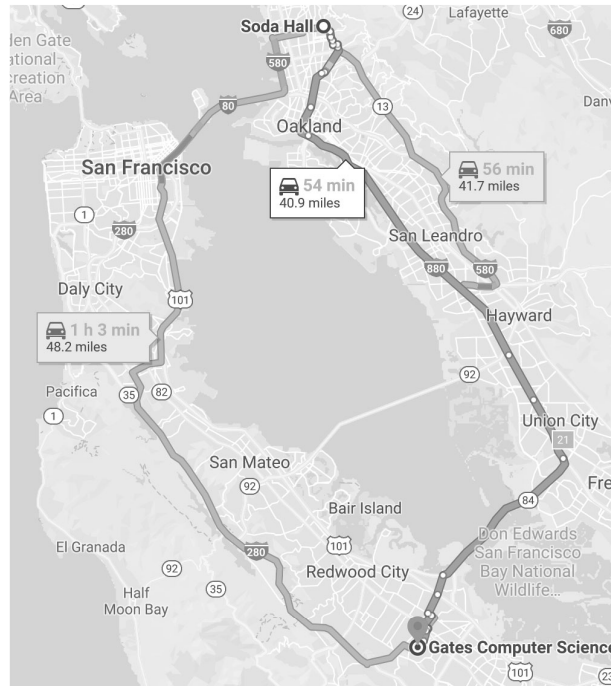 Soda Hall
24
Lafayette
680
den Gate
ational
creation
Area
580
80
13
Danv
Oakland
San Francisco
56 min
41.7 miles
54 min
40.9 miles
1
280
San Leandro
880
580
Daly City
101
Hayward
1 h 3 min
48.2 miles
92
35
82
Pacifica
1
Union City
21
San Mateo
92
84
Fre
Bair Island
Don Edwards
San Francisco
Bay National
Wildlife...
El Granada
280
101
92
Redwood City
35
Half
Moon Bay
Gates Computer Science
101